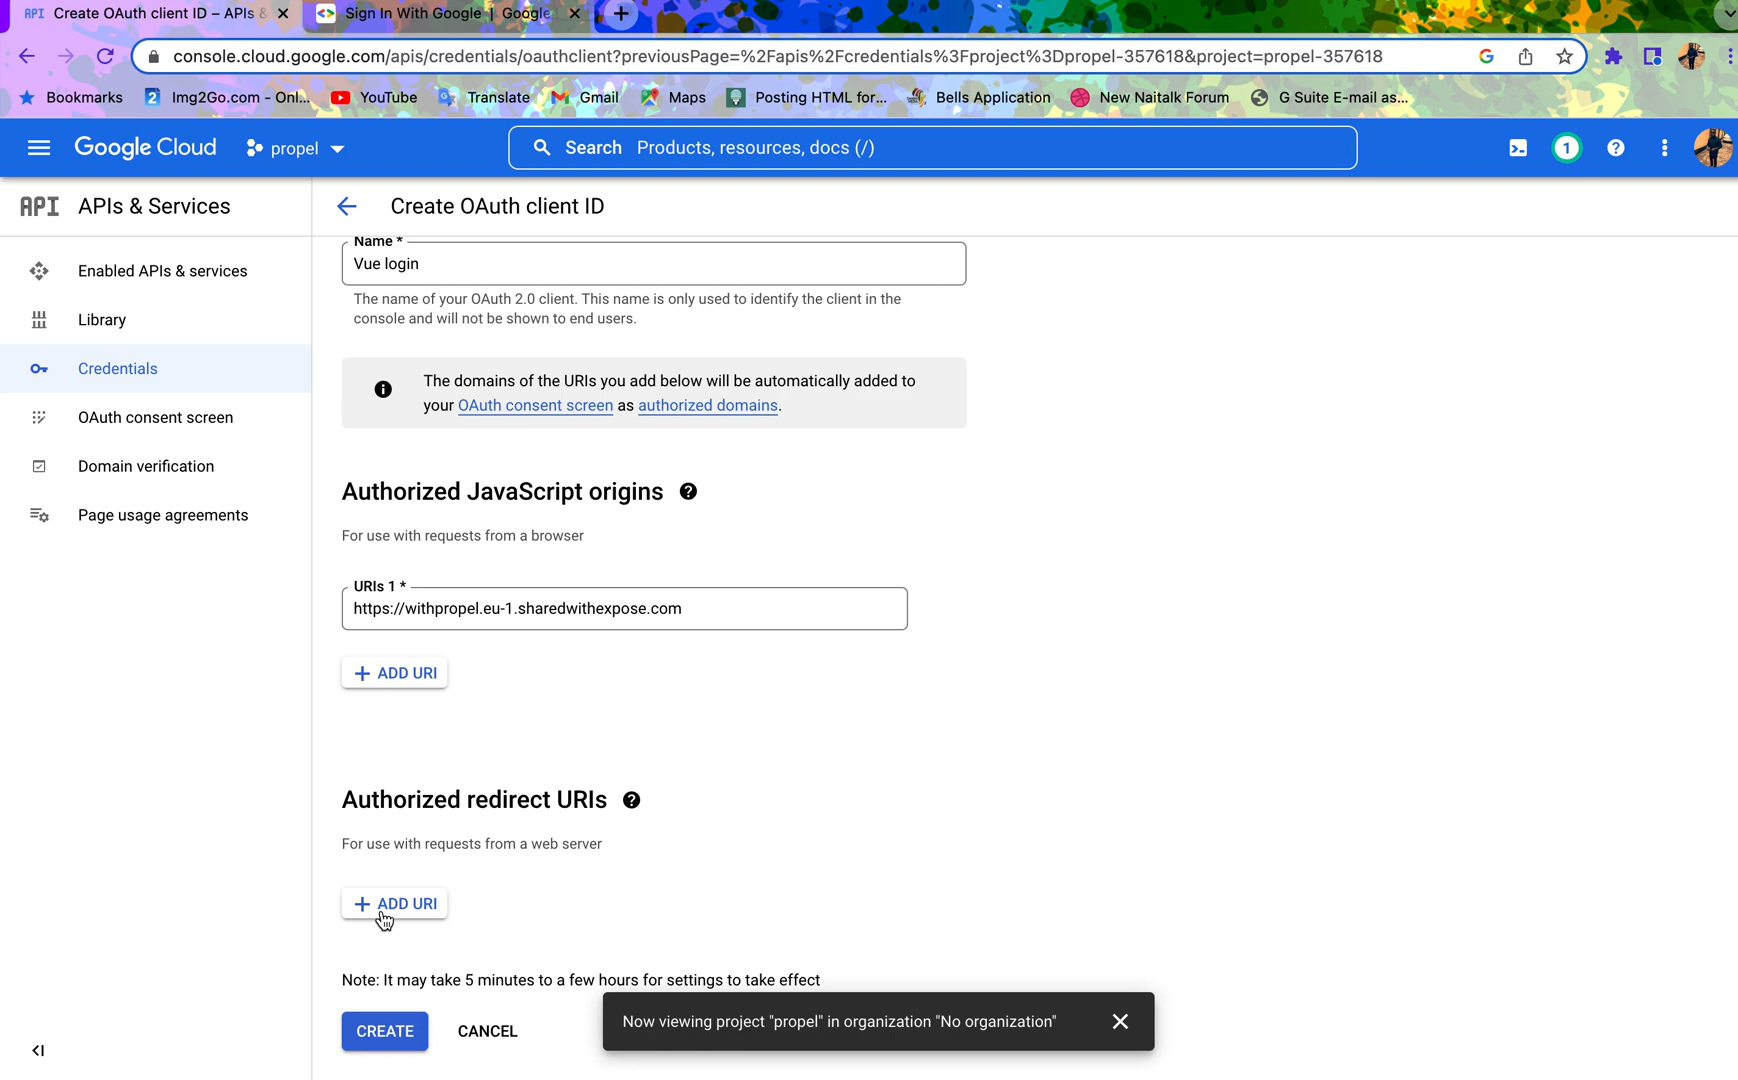 API Create OAuth client ID – APIs &
Sign In With Google | Google
console.cloud.google.com/apis/credentials/oauthclient?previousPage=%2Fapis%2Fcredentials%3Fproject%3Dpropel-357618&project=propel-357618
Bookmarks Img2Go.com - Onl... YouTube Translate Gmail Maps Posting HTML for... Bells Application New Naitalk Forum G Suite E-mail as...
Google Cloud propel Search Products, resources, docs (/) 1
API APIs & Services
Create OAuth client ID
Enabled APIs & services
Library
Credentials
OAuth consent screen
Domain verification
Page usage agreements
Name *
Vue login
The name of your OAuth 2.0 client. This name is only used to identify the client in the
console and will not be shown to end users.
The domains of the URIs you add below will be automatically added to
your OAuth consent screen as authorized domains.
Authorized JavaScript origins
For use with requests from a browser
URIs 1 *
https://withpropel.eu-1.sharedwithexpose.com
+ ADD URI
Authorized redirect URIs
For use with requests from a web server
+ ADD URI
Note: It may take 5 minutes to a few hours for settings to take effect
CREATE CANCEL
Now viewing project "propel" in organization "No organization"